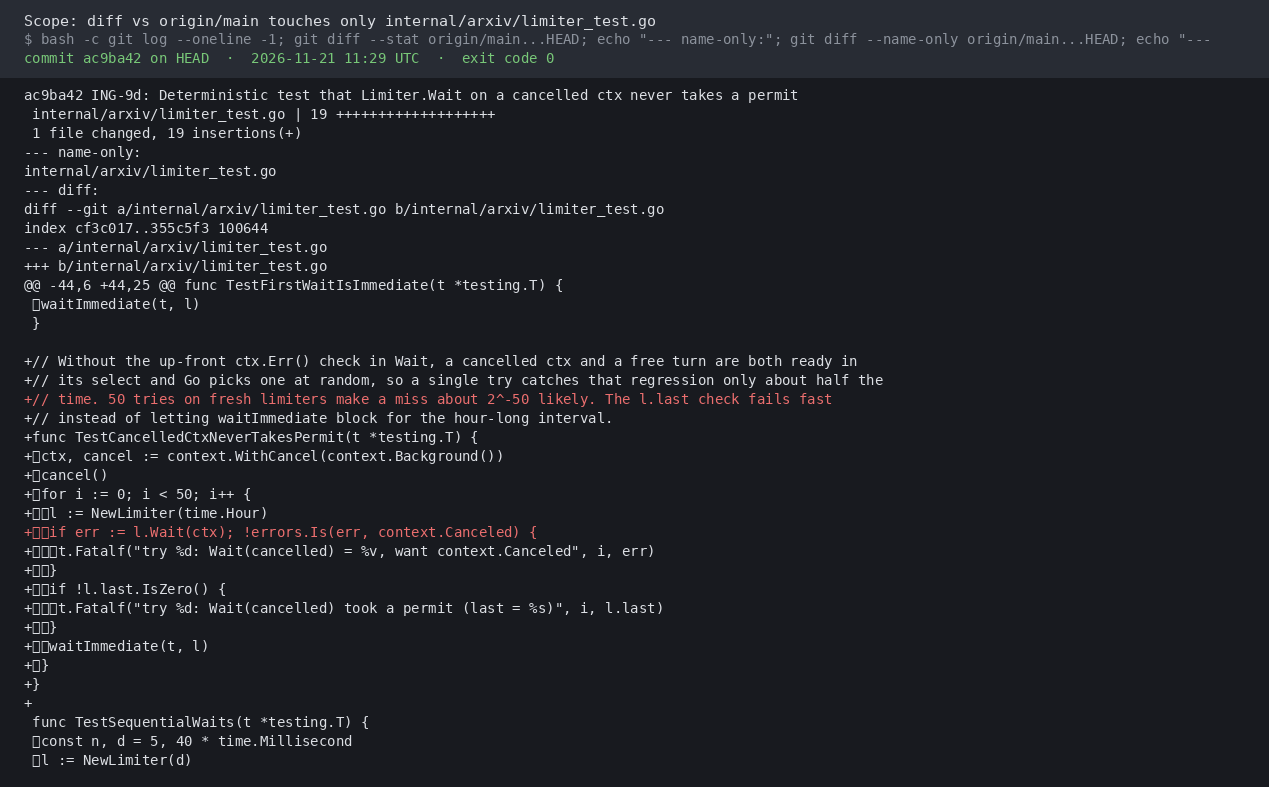 Scope: diff vs origin/main touches only internal/arxiv/limiter_test.go
$ bash -c git log --oneline -1; git diff --stat origin/main...HEAD; echo "--- name-only:"; git diff --name-only origin/main...HEAD; echo "---
commit ac9ba42 on HEAD · 2026-11-21 11:29 UTC · exit code 0
ac9ba42 ING-9d: Deterministic test that Limiter.Wait on a cancelled ctx never takes a permit
 internal/arxiv/limiter_test.go | 19 +++++++++++++++++++
 1 file changed, 19 insertions(+)
--- name-only:
internal/arxiv/limiter_test.go
--- diff:
diff --git a/internal/arxiv/limiter_test.go b/internal/arxiv/limiter_test.go
index cf3c017..355c5f3 100644
--- a/internal/arxiv/limiter_test.go
+++ b/internal/arxiv/limiter_test.go
@@ -44,6 +44,25 @@ func TestFirstWaitIsImmediate(t *testing.T) {
 	waitImmediate(t, l)
 }

+// Without the up-front ctx.Err() check in Wait, a cancelled ctx and a free turn are both ready in
+// its select and Go picks one at random, so a single try catches that regression only about half the
+// time. 50 tries on fresh limiters make a miss about 2^-50 likely. The l.last check fails fast
+// instead of letting waitImmediate block for the hour-long interval.
+func TestCancelledCtxNeverTakesPermit(t *testing.T) {
+	ctx, cancel := context.WithCancel(context.Background())
+	cancel()
+	for i := 0; i < 50; i++ {
+		l := NewLimiter(time.Hour)
+		if err := l.Wait(ctx); !errors.Is(err, context.Canceled) {
+			t.Fatalf("try %d: Wait(cancelled) = %v, want context.Canceled", i, err)
+		}
+		if !l.last.IsZero() {
+			t.Fatalf("try %d: Wait(cancelled) took a permit (last = %s)", i, l.last)
+		}
+		waitImmediate(t, l)
+	}
+}
+
 func TestSequentialWaits(t *testing.T) {
 	const n, d = 5, 40 * time.Millisecond
 	l := NewLimiter(d)